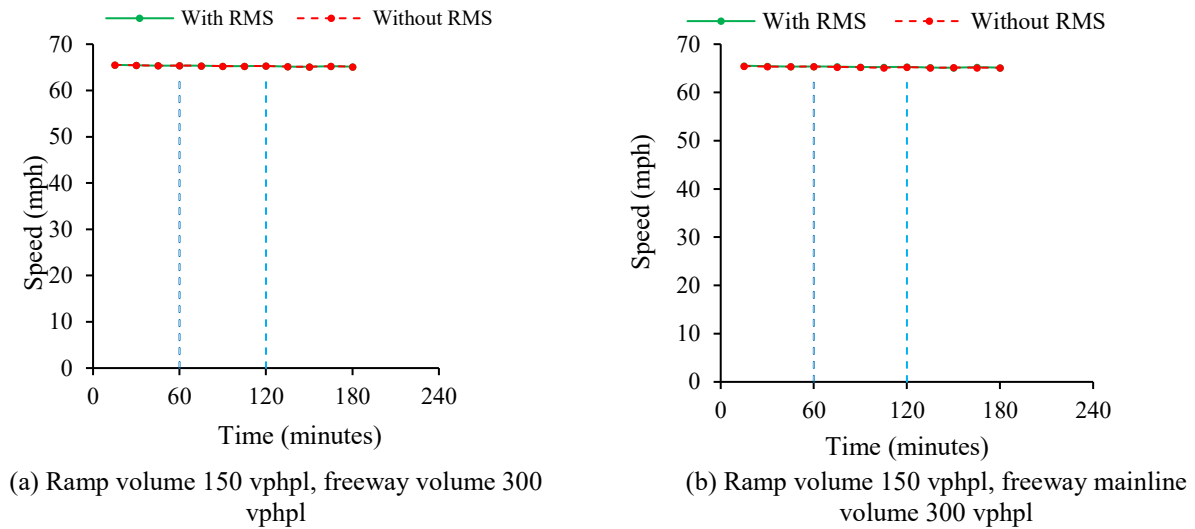 With RMS
Without RMS
70
60
50
40
30
20
10
0
Speed (mph)
0
60
120
180
240
Time (minutes)
(a) Ramp volume 150 vphpl, freeway volume 300
vphpl
With RMS
Without RMS
70
60
50
40
30
20
10
0
Speed (mph)
0
60
120
180
240
Time (minutes)
(b) Ramp volume 150 vphpl, freeway mainline
volume 300 vphpl